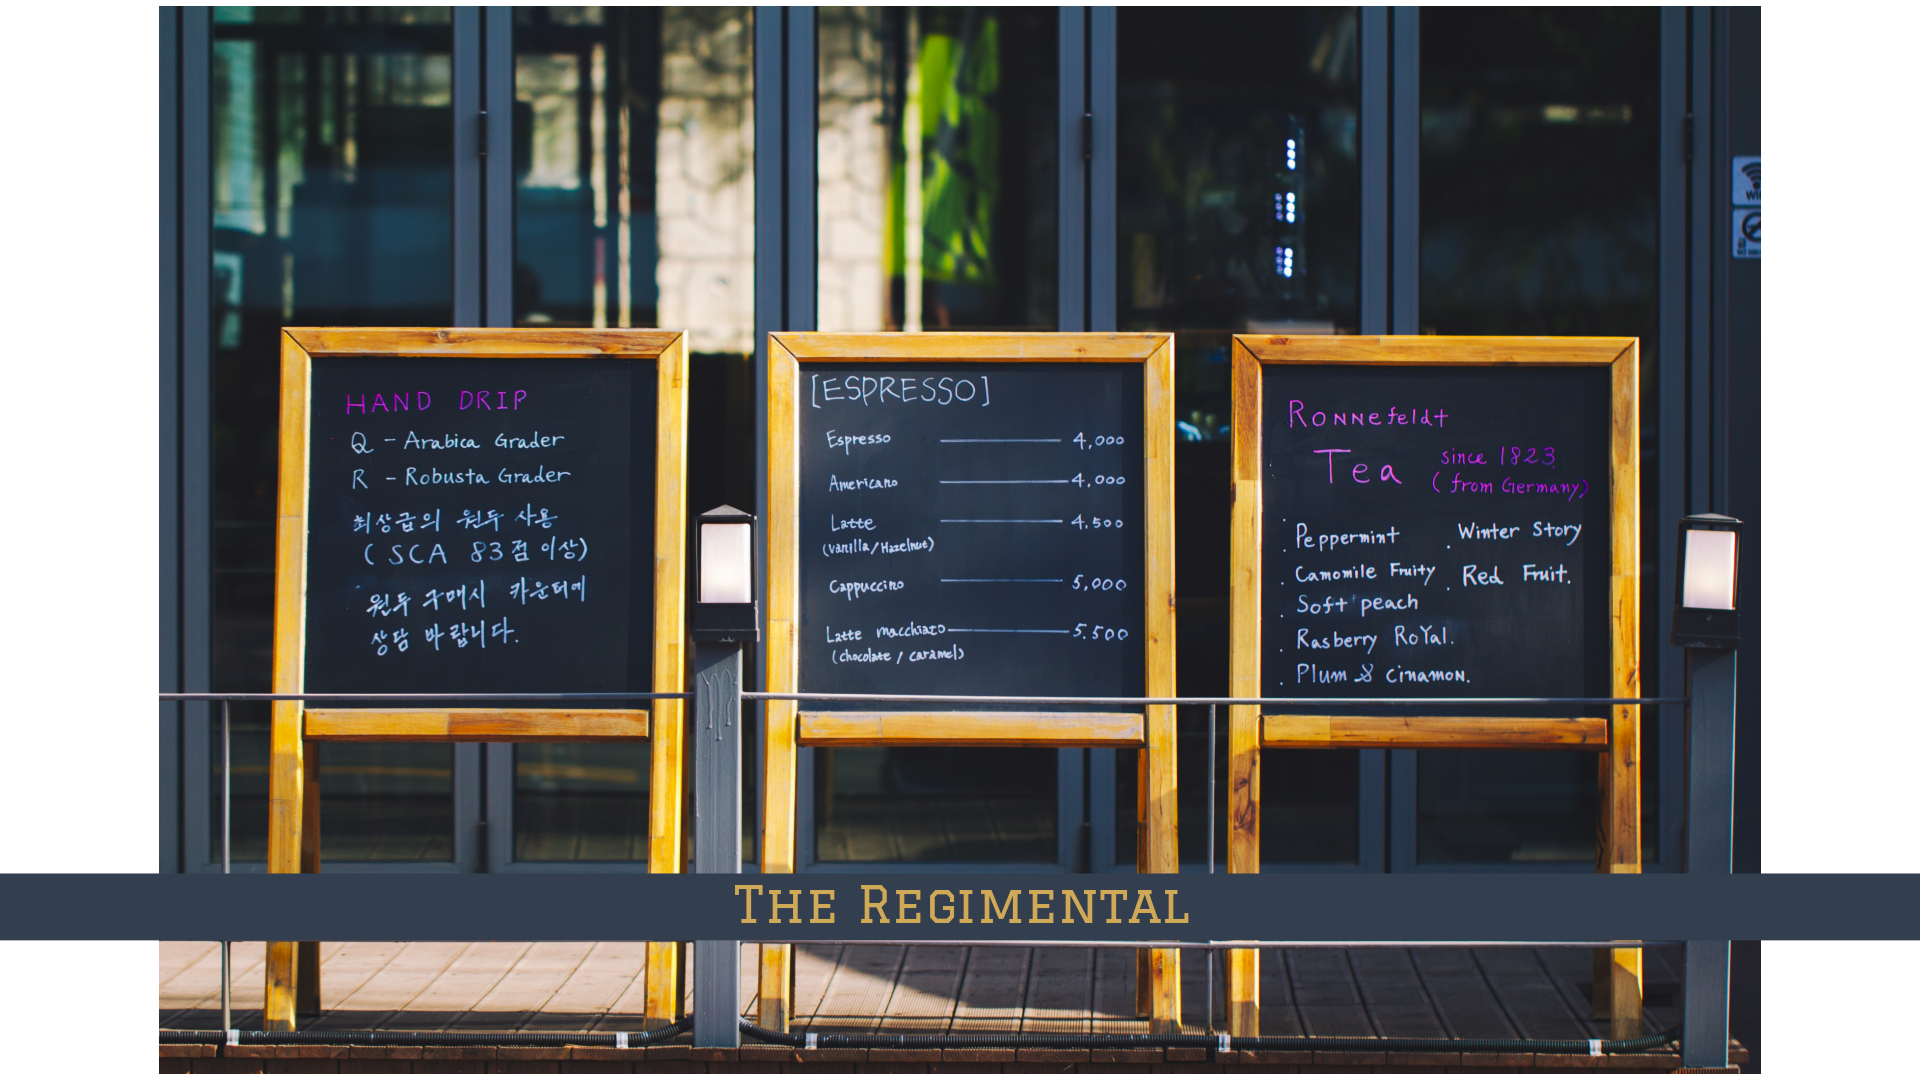 HAND DRIP
Q - Arabica Grader
R - Robusta Grader
최상급의 원두 사용
( SCA 83점 이상)
원두 구매시 카운터에
상담 바랍니다.
[ESPRESSO]
Espresso 4,000
Americano 4,000
Latte 4,500
(vanilla / Hazelnut)
Cappuccino 5,000
Latte macchiato 5.500
(chocolate / caramel)
RONNefeldt
Tea since 1823
( from Germany)
. Peppermint . Winter Story
. Camomile Fruity . Red Fruit.
. Soft peach
. Rasberry RoYal.
. Plum & cinamon.
The Regimental